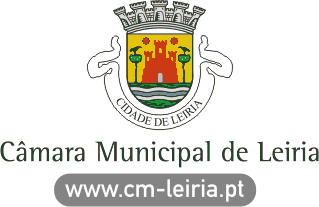 CIDADE DE LEIRIA
Câmara Municipal de Leiria
www.cm-leiria.pt